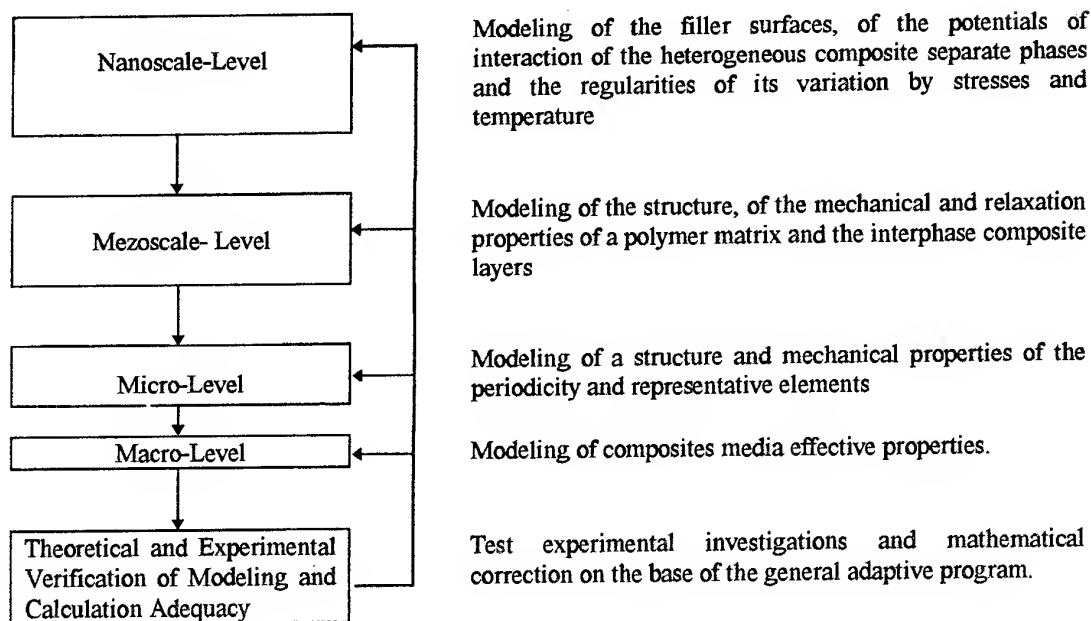 Nanoscale-Level
Modeling of the filler surfaces, of the potentials of
interaction of the heterogeneous composite separate phases
and the regularities of its variation by stresses and
temperature
Mezoscale- Level
Modeling of the structure, of the mechanical and relaxation
properties of a polymer matrix and the interphase composite
layers
Micro-Level
Modeling of a structure and mechanical properties of the
periodicity and representative elements
Macro-Level
Modeling of composites media effective properties.
Theoretical and Experimental
Verification of Modeling and
Calculation Adequacy
Test experimental investigations and mathematical
correction on the base of the general adaptive program.